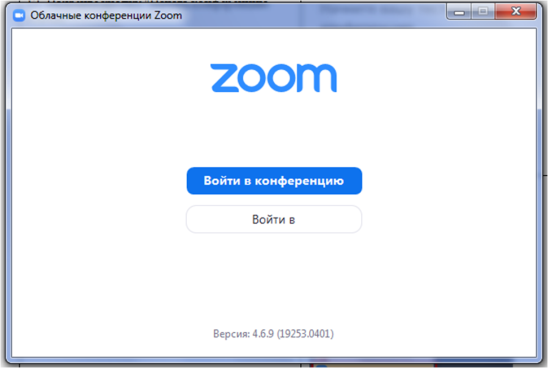 Облачные конференции Zoom
zoom
Войти в конференцию
Войти в
Версия: 4.6.9 (19253.0401)